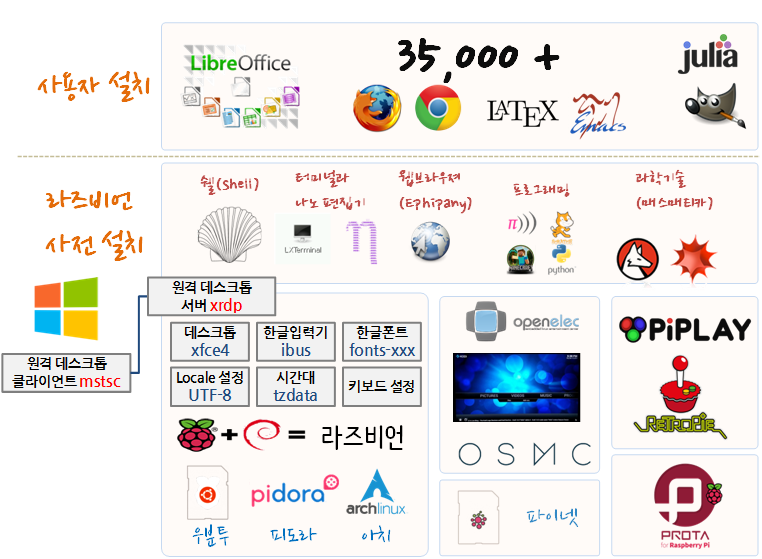 사용자 설치
LibreOffice
35,000 +
julia
LATEX
Emacs
라즈비언
사전 설치
쉘(shell)
터미널과
나노 편집기
LXTerminal
웹브라우져
(Ephipany)
프로그래밍
python
과학기술
(매스매티카)
원격 데스크톱
서버 xrdp
원격 데스크톱
클라이언트 mstsc
데스크톱
xfce4
한글입력기
ibus
한글폰트
fonts-xxx
Locale 설정
UTF-8
시간대
tzdata
키보드 설정
+ = 라즈비언
우분투
pidora
피도라
archlinux
아치
openelec
PICTURES VIDEOS MUSIC
OSMC
파이넷
PiPLAY
RETROPIE
PROTA
for Raspberry Pi